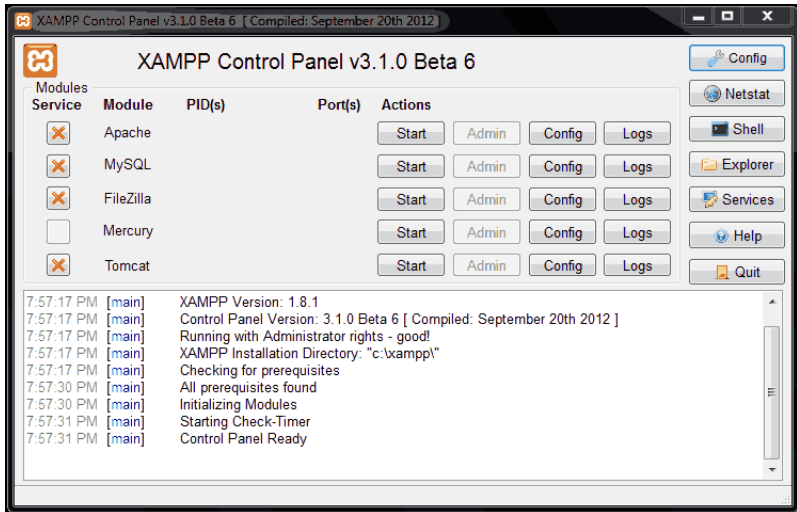 XAMPP Control Panel v3.1.0 Beta 6 [ Compiled: September 20th 2012 ]
XAMPP Control Panel v3.1.0 Beta 6
Config
Modules
Service Module PID(s) Port(s) Actions
Netstat
Apache Start Admin Config Logs
Shell
MySQL Start Admin Config Logs
Explorer
FileZilla Start Admin Config Logs
Services
Mercury Start Admin Config Logs
Help
Tomcat Start Admin Config Logs
Quit
7:57:17 PM [main] XAMPP Version: 1.8.1
7:57:17 PM [main] Control Panel Version: 3.1.0 Beta 6 [ Compiled: September 20th 2012 ]
7:57:17 PM [main] Running with Administrator rights - good!
7:57:17 PM [main] XAMPP Installation Directory: "c:\xampp\"
7:57:17 PM [main] Checking for prerequisites
7:57:30 PM [main] All prerequisites found
7:57:30 PM [main] Initializing Modules
7:57:31 PM [main] Starting Check-Timer
7:57:31 PM [main] Control Panel Ready